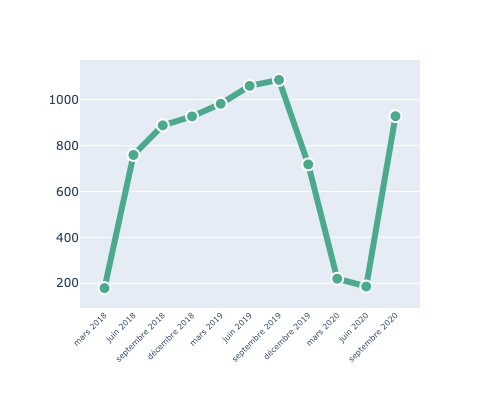 1000
800
600
400
200
mars 2018
juin 2018
septembre 2018
décembre 2018
mars 2019
juin 2019
septembre 2019
décembre 2019
mars 2020
juin 2020
septembre 2020